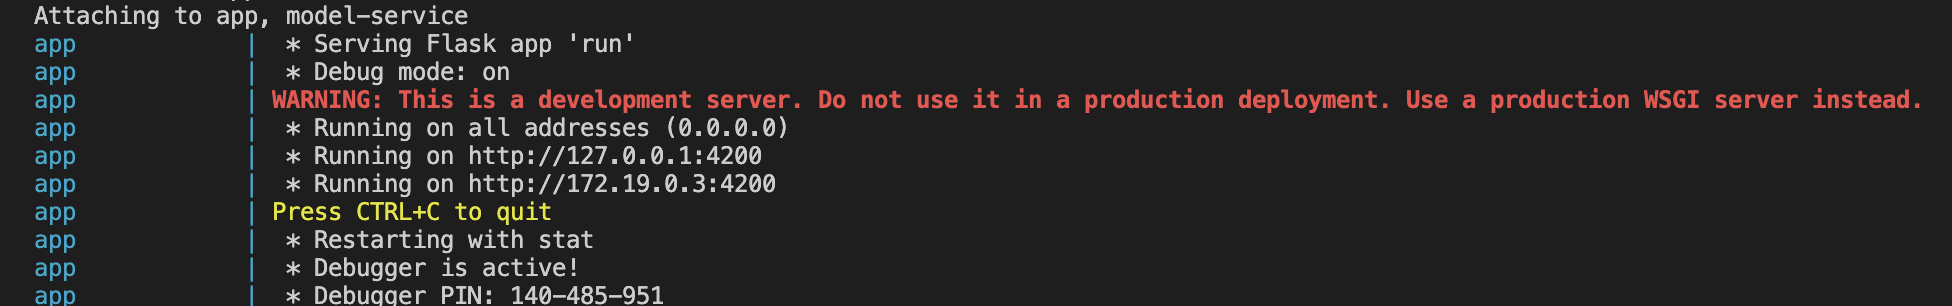 Attaching to app, model-service
app | * Serving Flask app 'run'
app | * Debug mode: on
app | WARNING: This is a development server. Do not use it in a production deployment. Use a production WSGI server instead.
app | * Running on all addresses (0.0.0.0)
app | * Running on http://127.0.0.1:4200
app | * Running on http://172.19.0.3:4200
app | Press CTRL+C to quit
app | * Restarting with stat
app | * Debugger is active!
app | * Debugger PIN: 140-485-951